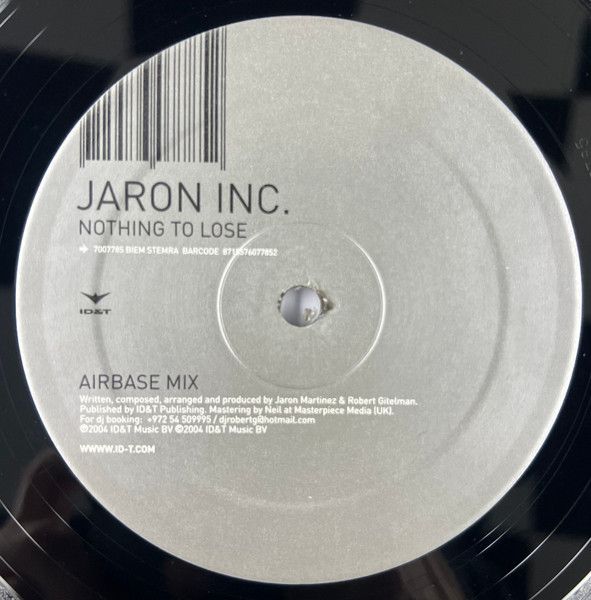 JARON INC.
NOTHING TO LOSE
7007785 BIEM STEMRA BARCODE 8715576077852
ID&T
AIRBASE MIX
Written, composed, arranged and produced by Jaron Martinez & Robert Gitelman.
Published by ID&T Publishing. Mastering by Neil at Masterpiece Media (UK).
For dj booking: +972 54 509995 / djrobertg@hotmail.com
℗2004 ID&T Music BV ©2004 ID&T Music BV
WWW.ID-T.COM